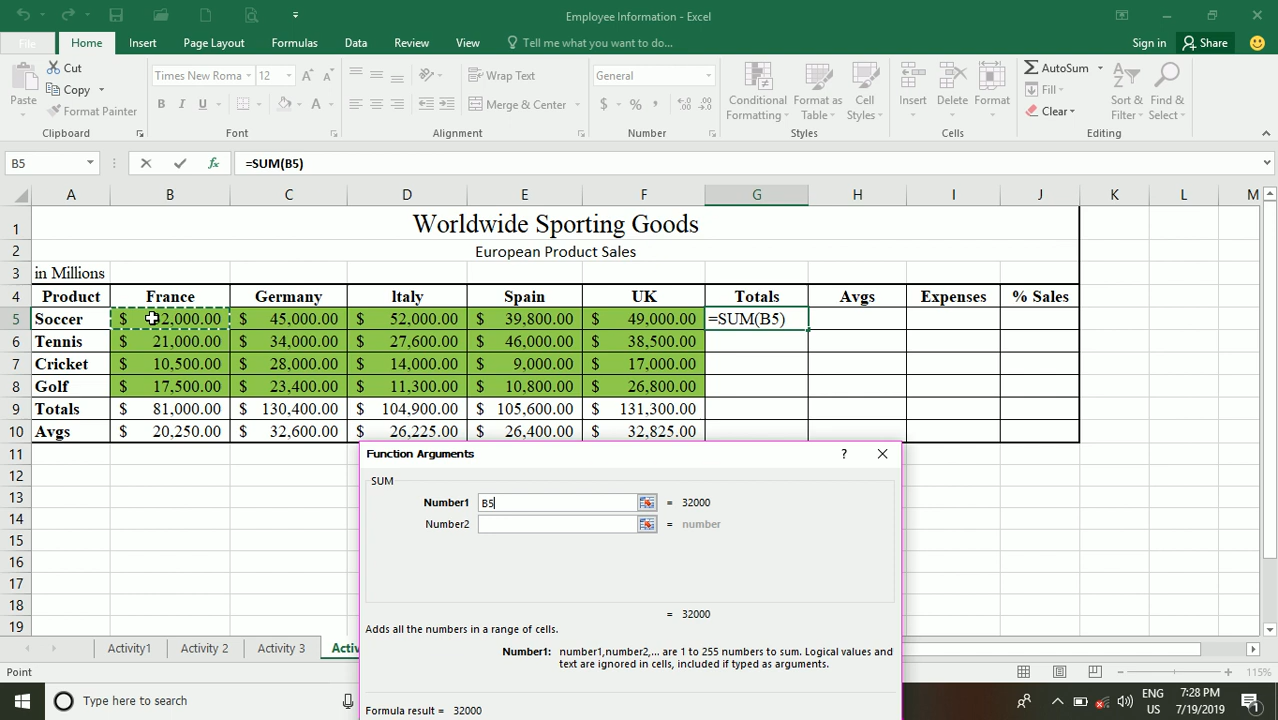 Employee Information - Excel
File Home Insert Page Layout Formulas Data Review View Tell me what you want to do... Sign in Share
Cut
Copy
Format Painter
Paste
Clipboard
Times New Roma 12
B I U
Font
Wrap Text
Merge & Center
Alignment
General
$ % ,
Number
Conditional Formatting
Format as Table
Cell Styles
Styles
Insert Delete Format
Cells
AutoSum
Fill
Clear
Sort & Filter
Find & Select
Editing
B5 fx =SUM(B5)
A B C D E F G H I J K L M
1 Worldwide Sporting Goods
2 European Product Sales
3 in Millions
4 Product France Germany Italy Spain UK Totals Avgs Expenses % Sales
5 Soccer $ 2,000.00 $ 45,000.00 $ 52,000.00 $ 39,800.00 $ 49,000.00 =SUM(B5)
6 Tennis $ 21,000.00 $ 34,000.00 $ 27,600.00 $ 46,000.00 $ 38,500.00
7 Cricket $ 10,500.00 $ 28,000.00 $ 14,000.00 $ 9,000.00 $ 17,000.00
8 Golf $ 17,500.00 $ 23,400.00 $ 11,300.00 $ 10,800.00 $ 26,800.00
9 Totals $ 81,000.00 $ 130,400.00 $ 104,900.00 $ 105,600.00 $ 131,300.00
10 Avgs $ 20,250.00 $ 32,600.00 $ 26,225.00 $ 26,400.00 $ 32,825.00
11
12
13
14
15
16
17
18
19
Function Arguments ?
SUM
Number1 B5 = 32000
Number2 = number
= 32000
Adds all the numbers in a range of cells.
Number1: number1,number2,... are 1 to 255 numbers to sum. Logical values and
text are ignored in cells, included if typed as arguments.
Formula result = 32000
Activity1 Activity 2 Activity 3 Activ
Point 115%
Type here to search
ENG
US
7:28 PM
7/19/2019
1